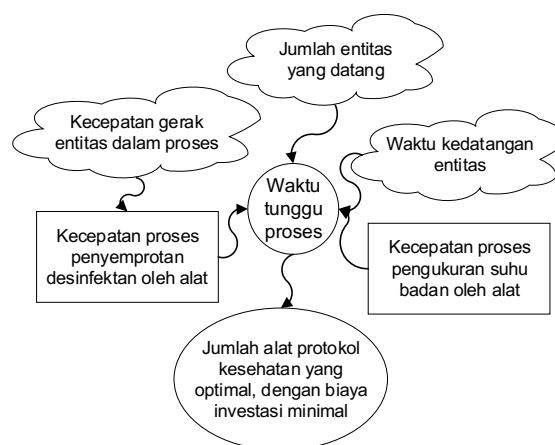 Jumlah entitas
yang datang
Kecepatan gerak
entitas dalam proses
Waktu kedatangan
entitas
Waktu
tunggu
proses
Kecepatan proses
penyemprotan
desinfektan oleh alat
Kecepatan proses
pengukuran suhu
badan oleh alat
Jumlah alat protokol
kesehatan yang
optimal, dengan biaya
investasi minimal